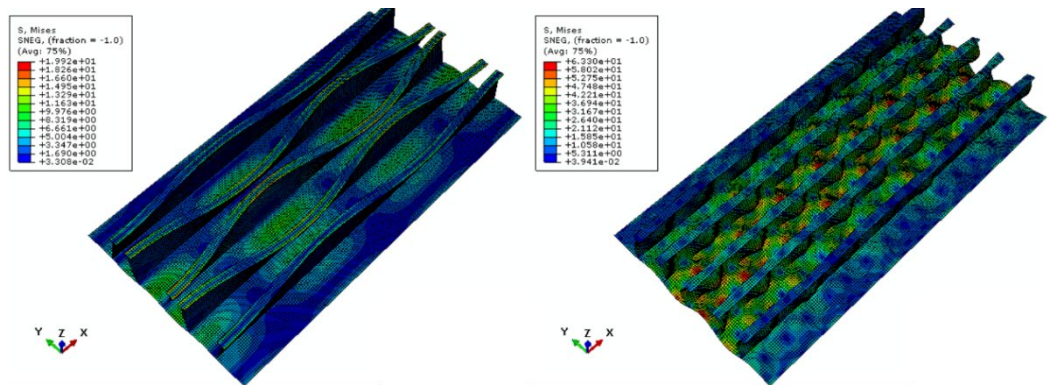 S, Mises
SNEG, (fraction = -1.0)
(Avg: 75%)
+1.992e+01
+1.826e+01
+1.660e+01
+1.495e+01
+1.329e+01
+1.163e+01
+9.976e+00
+8.319e+00
+6.661e+00
+5.004e+00
+3.347e+00
+1.690e+00
+3.308e-02
Y Z X
S, Mises
SNEG, (fraction = -1.0)
(Avg: 75%)
+6.330e+01
+5.802e+01
+5.275e+01
+4.748e+01
+4.221e+01
+3.694e+01
+3.167e+01
+2.640e+01
+2.112e+01
+1.585e+01
+1.058e+01
+5.311e+00
+3.941e-02
Y Z X